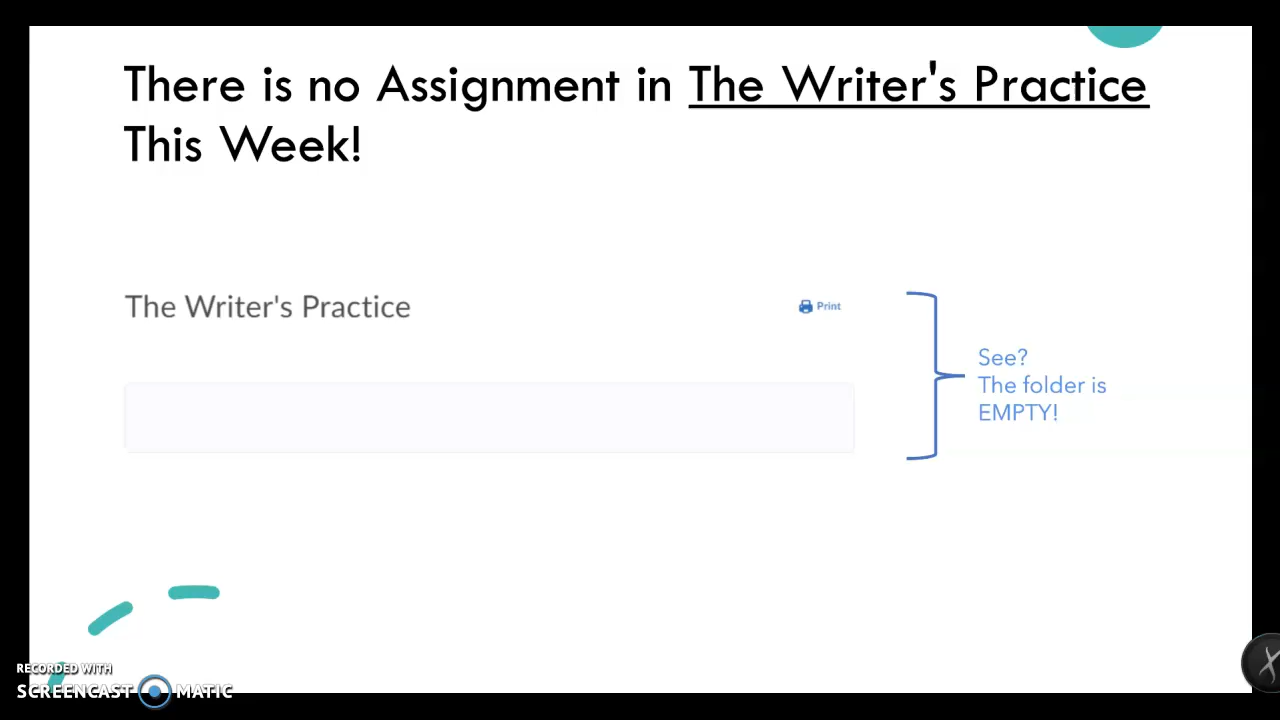 There is no Assignment in The Writer's Practice
This Week!
The Writer's Practice
Print
See?
The folder is
EMPTY!
RECORDED WITH
SCREENCAST MATIC